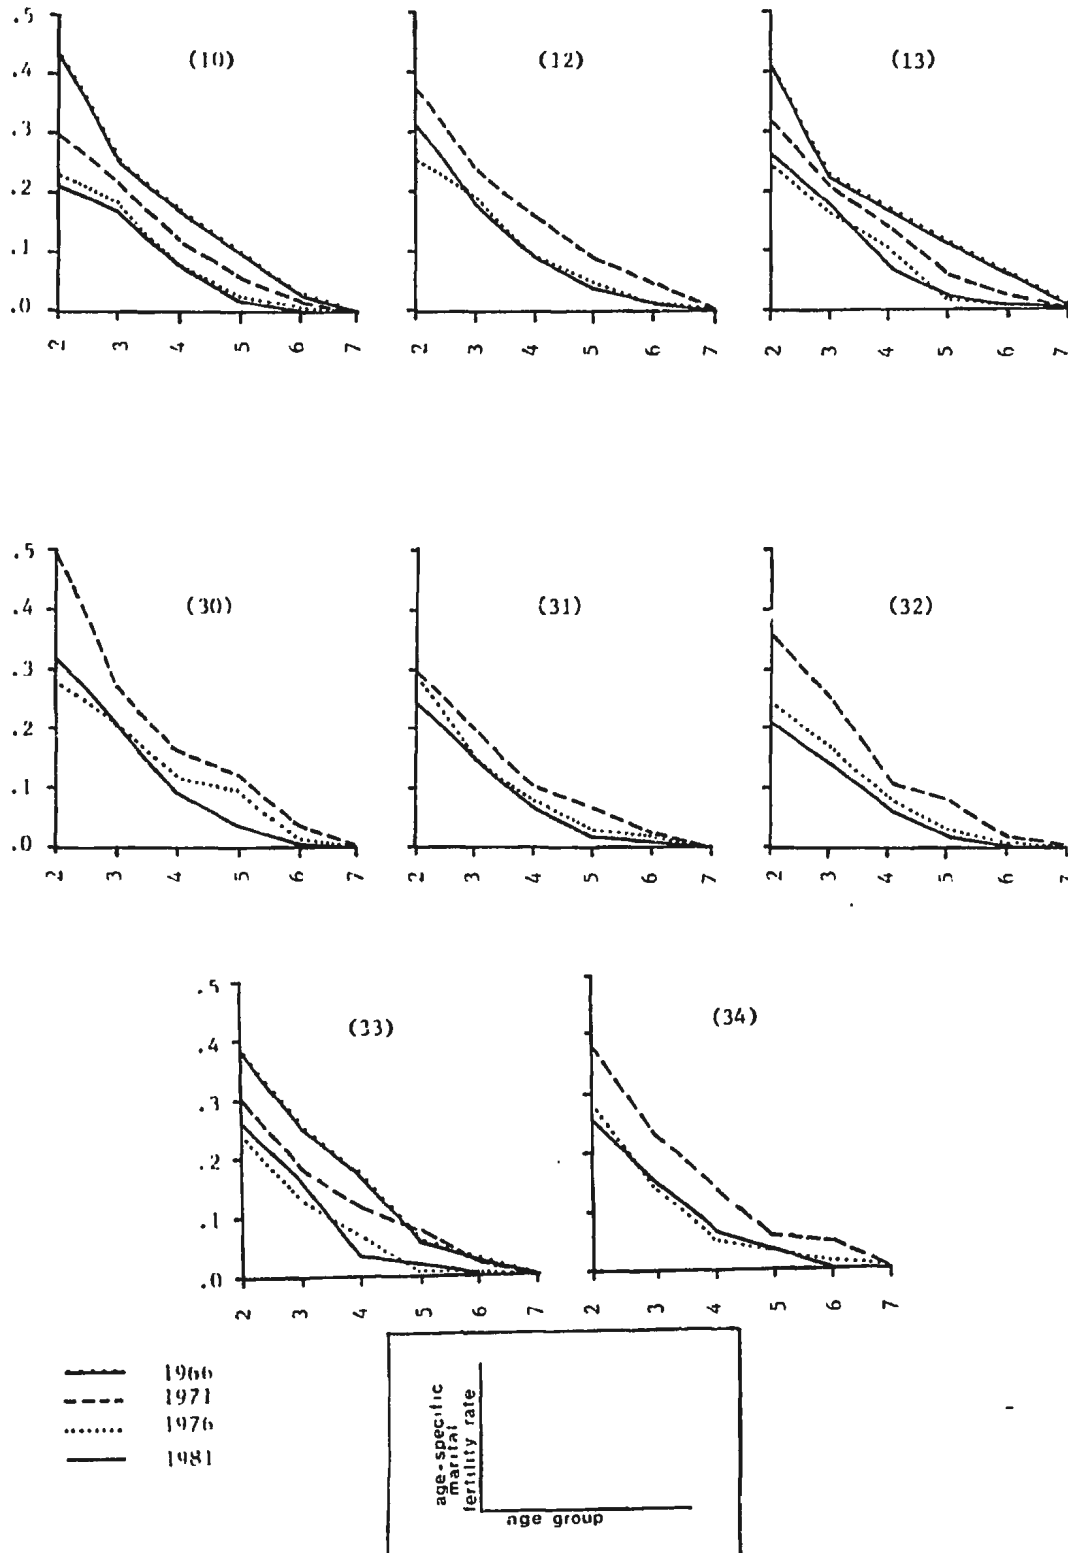 (10) (12) (13)
.5
.4
.3
.2
.1
.0
2 3 4 5 6 7
2 3 4 5 6 7
2 3 4 5 6 7
(30) (31) (32)
.5
.4
.3
.2
.1
.0
2 3 4 5 6 7
2 3 4 5 6 7
2 3 4 5 6 7
(33) (34)
.5
.4
.3
.2
.1
.0
2 3 4 5 6 7
2 3 4 5 6 7
1966
1971
1976
1981
age-specific
marital
fertility rate
age group